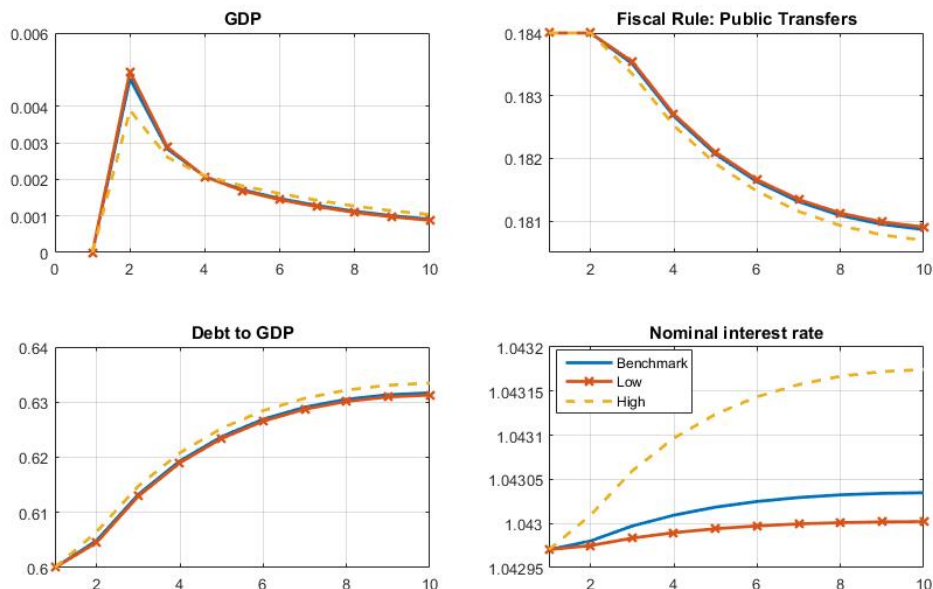 GDP
0.006
0.004
0.003
0.002
0.001
0
0 2 4 6 8 10
Fiscal Rule: Public Transfers
0.184
0.183
0.182
0.181
2 4 6 8 10
Debt to GDP
0.64
0.63
0.62
0.61
0.6
2 4 6 8 10
Nominal interest rate
1.0432
1.04315
1.0431
1.04305
1.043
1.04295
2 4 6 8 10
Benchmark
Low
High